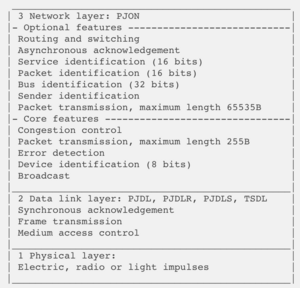 3 Network layer: PJON
Optional features
Routing and switching
Asynchronous acknowledgement
Service identification (16 bits)
Packet identification (16 bits)
Bus identification (32 bits)
Sender identification
Packet transmission, maximum length 65535B
Core features
Congestion control
Packet transmission, maximum length 255B
Error detection
Device identification (8 bits)
Broadcast
2 Data link layer: PJDL, PJDLR, PJDLS, TSDL
Synchronous acknowledgement
Frame transmission
Medium access control
1 Physical layer:
Electric, radio or light impulses